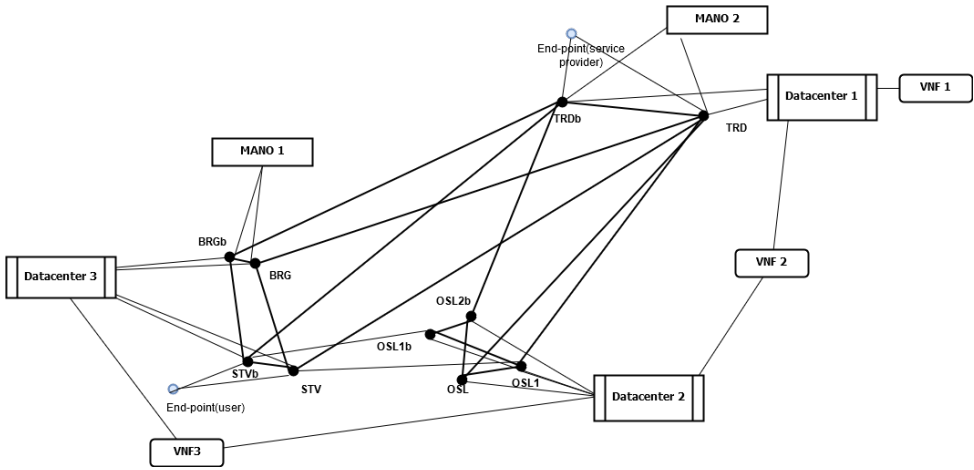 MANO 2
End-point(service
provider)
Datacenter 1
VNF 1
TRDb
TRD
MANO 1
BRGb
BRG
VNF 2
Datacenter 3
OSL2b
OSL1b
STVb
STV
OSL
OSL1
Datacenter 2
End-point(user)
VNF3